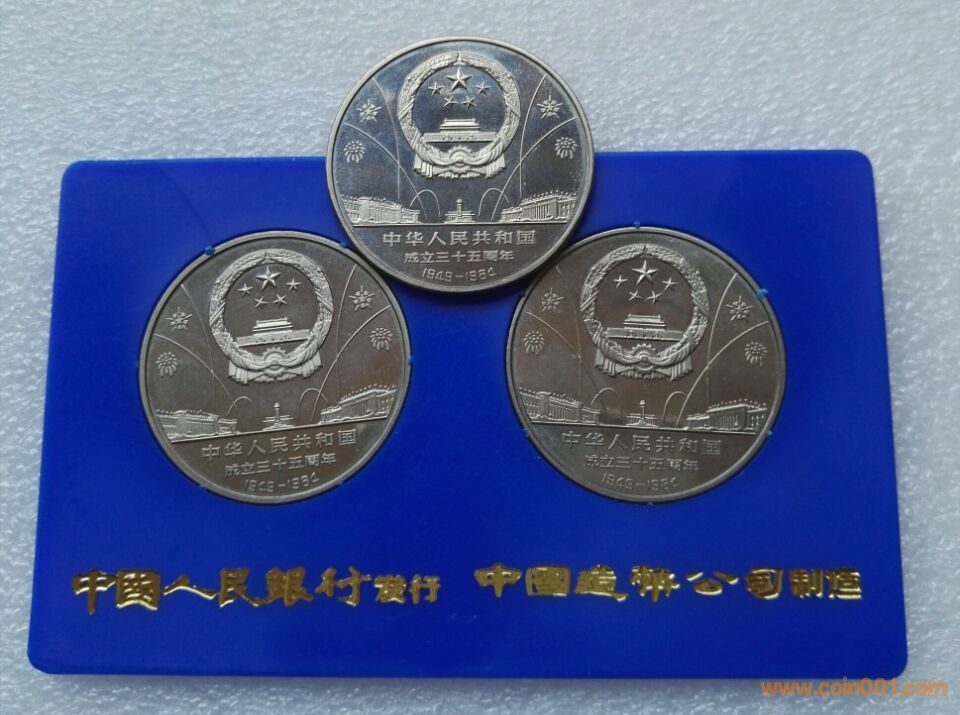 中华人民共和国
成立三十五周年
1949-1984
中华人民共和国
成立三十五周年
1949-1984
中华人民共和国
成立三十五周年
1949-1984
中國人民銀行发行 中國造幣公司制造
www.coin001.com